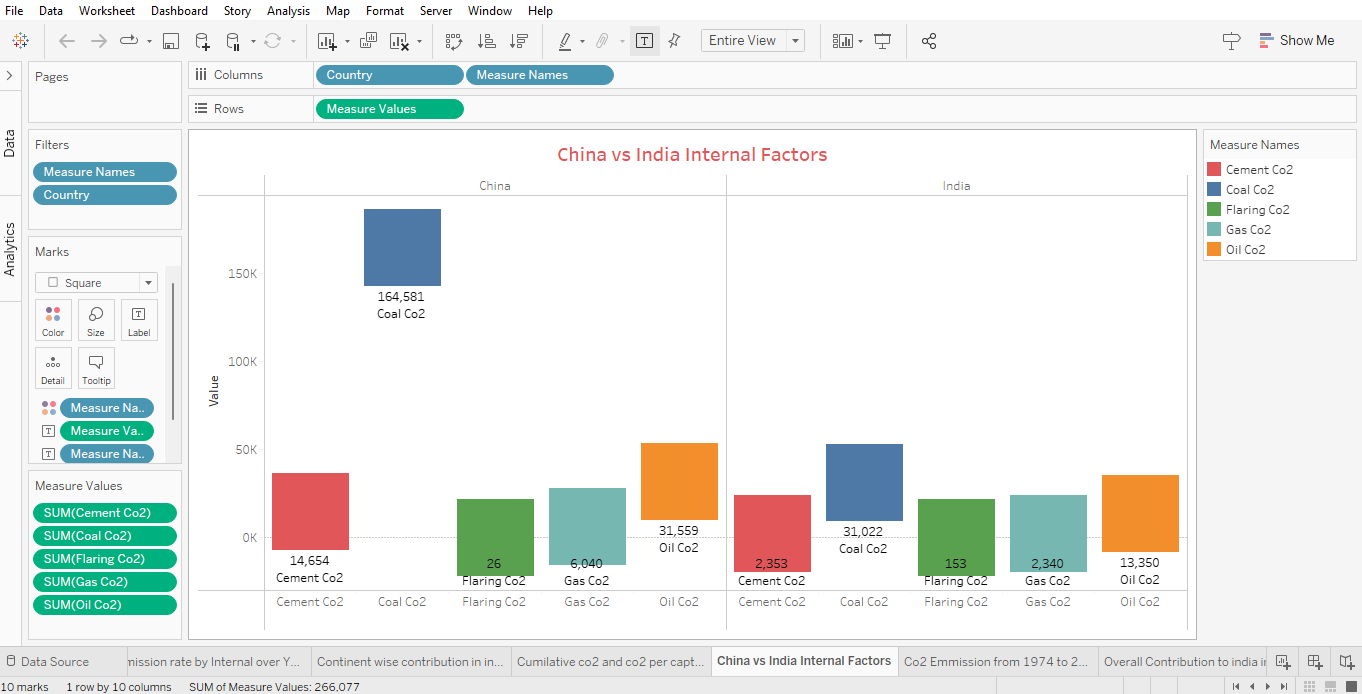 File Data Worksheet Dashboard Story Analysis Map Format Server Window Help
Entire View
Show Me
Data
Analytics
Pages
Filters
Measure Names
Country
Marks
Square
Color Size Label
Detail Tooltip
Measure Na..
Measure Va..
Measure Na..
Measure Values
SUM(Cement Co2)
SUM(Coal Co2)
SUM(Flaring Co2)
SUM(Gas Co2)
SUM(Oil Co2)
Columns Country Measure Names
Rows Measure Values
China vs India Internal Factors
China India
Value
150K
100K
50K
0K
164,581
Coal Co2
14,654
Cement Co2
26
Flaring Co2
6,040
Gas Co2
31,559
Oil Co2
2,353
Cement Co2
31,022
Coal Co2
153
Flaring Co2
2,340
Gas Co2
13,350
Oil Co2
Cement Co2 Coal Co2 Flaring Co2 Gas Co2 Oil Co2 Cement Co2 Coal Co2 Flaring Co2 Gas Co2 Oil Co2
Measure Names
Cement Co2
Coal Co2
Flaring Co2
Gas Co2
Oil Co2
Data Source mission rate by Internal over Y... Continent wise contribution in in... Cumilative co2 and co2 per capt... China vs India Internal Factors Co2 Emmission from 1974 to 2... Overall Contribution to india i
10 marks 1 row by 10 columns SUM of Measure Values: 266,077